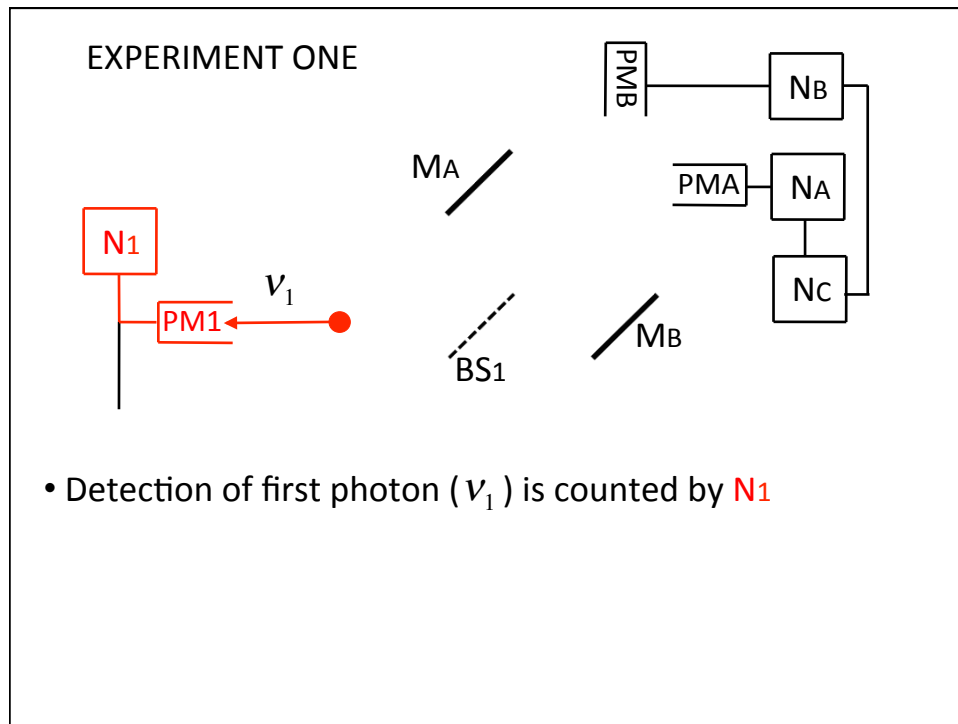 EXPERIMENT ONE
PMB
NB
MA
PMA
NA
N1
ν1
NC
PM1
MB
BS1
• Detection of first photon ( ν1 ) is counted by N1